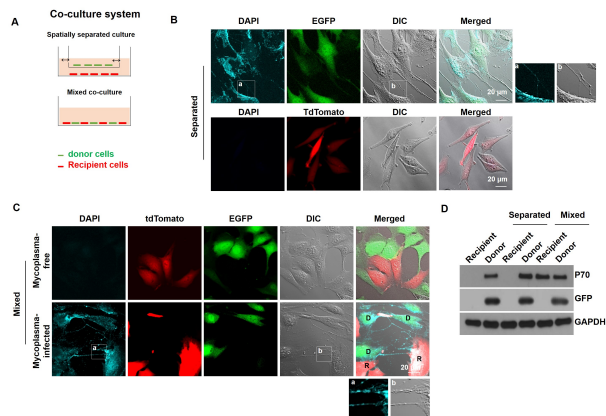 A
Co-culture system
Spatially separated culture
Mixed co-culture
donor cells
Recipient cells
B
DAPI
EGFP
DIC
Merged
a
b
20 µm
a
b
Separated
DAPI
TdTomato
DIC
Merged
20 µm
C
DAPI
tdTomato
EGFP
DIC
Merged
Mixed
Mycoplasma-free
Mycoplasma-infected
a
b
D
D
D
R
R
20
a
b
D
Separated
Mixed
Recipient
Donor
Recipient
Donor
Recipient
Donor
P70
GFP
GAPDH